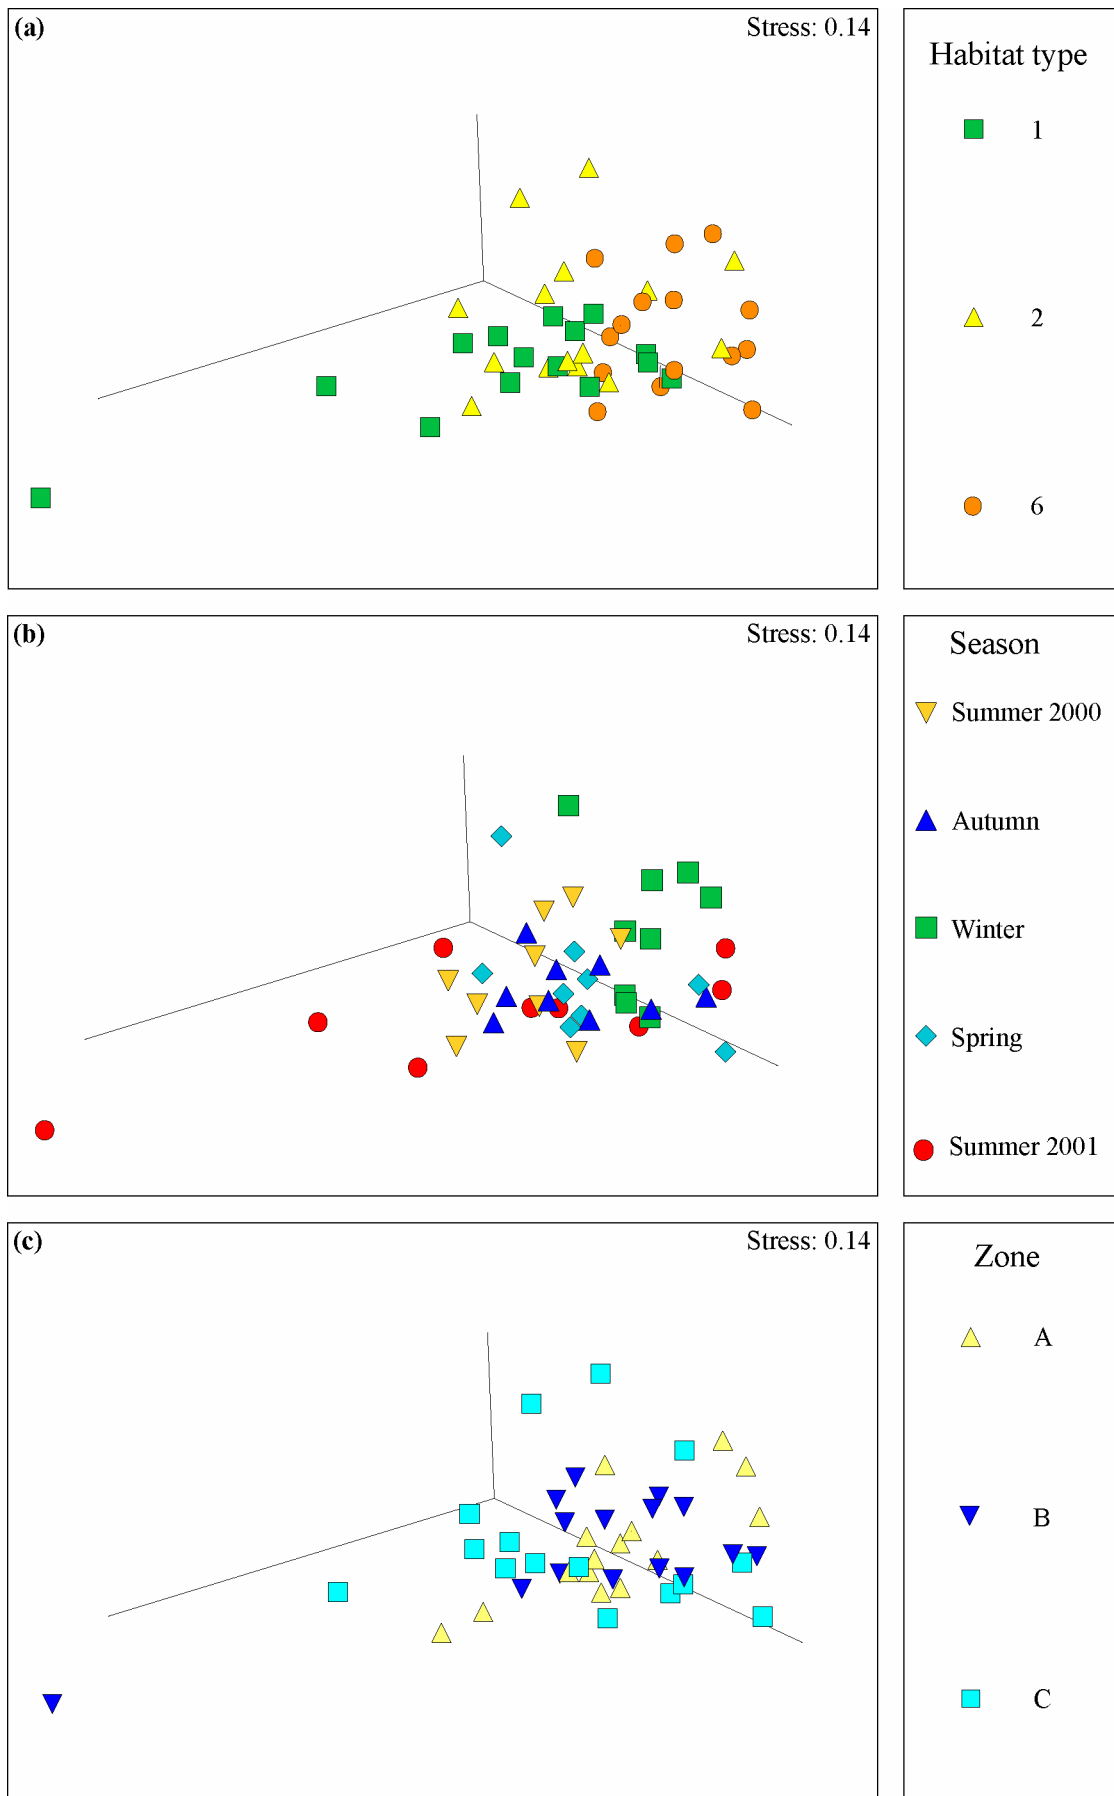 (a)
Stress: 0.14
Habitat type
1
2
6
(b)
Stress: 0.14
Season
Summer 2000
Autumn
Winter
Spring
Summer 2001
(c)
Stress: 0.14
Zone
A
B
C